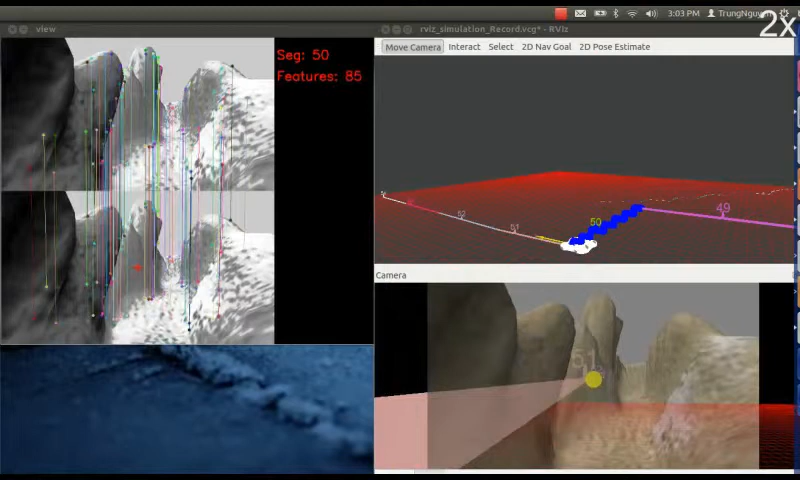 3:03 PM
TrungNguy
2x
view
rviz_simulation_Record.vcg* - RViz
Move Camera Interact Select 2D Nav Goal 2D Pose Estimate
Seg: 50
Features: 85
52
51
50
49
Camera
51